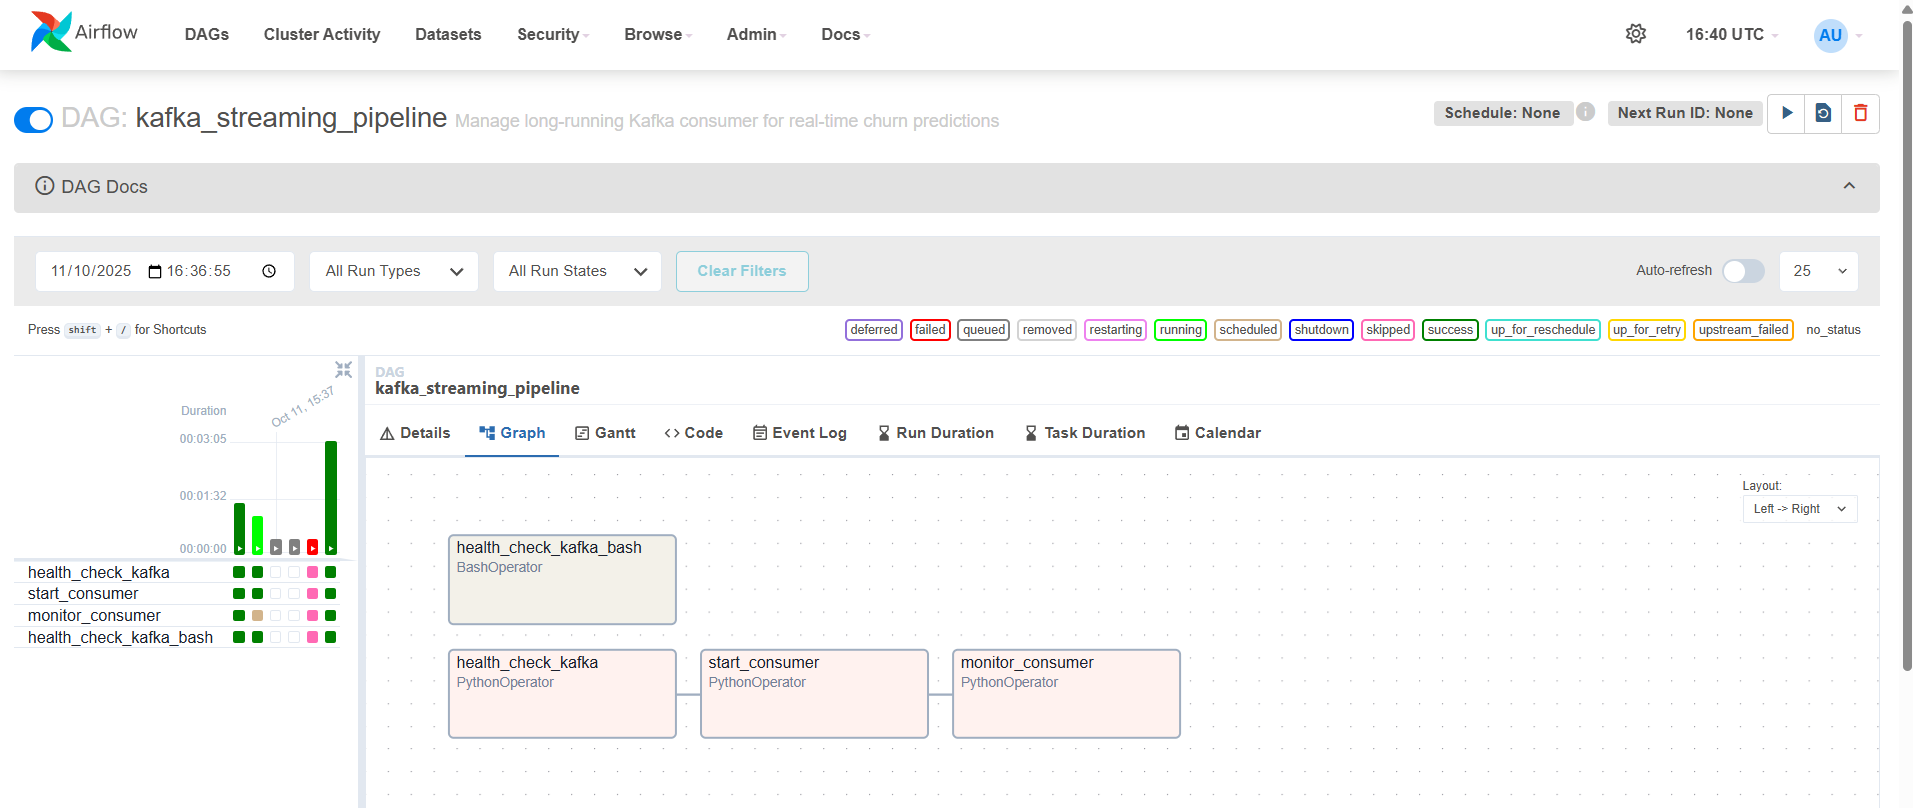 Airflow DAGs Cluster Activity Datasets Security Browse Admin Docs 16:40 UTC AU
DAG: kafka_streaming_pipeline Manage long-running Kafka consumer for real-time churn predictions Schedule: None Next Run ID: None
DAG Docs
11/10/2025 16:36:55 All Run Types All Run States Clear Filters Auto-refresh 25
Press shift + / for Shortcuts deferred failed queued removed restarting running scheduled shutdown skipped success up_for_reschedule up_for_retry upstream_failed no_status
Duration
Oct 11, 15:37
00:03:05
00:01:32
00:00:00
health_check_kafka
start_consumer
monitor_consumer
health_check_kafka_bash
DAG
kafka_streaming_pipeline
Details Graph Gantt Code Event Log Run Duration Task Duration Calendar
Layout:
Left -> Right
health_check_kafka_bash
BashOperator
health_check_kafka
PythonOperator
start_consumer
PythonOperator
monitor_consumer
PythonOperator